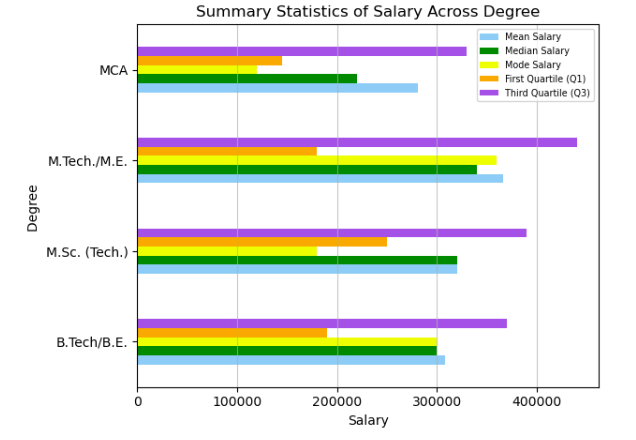 Summary Statistics of Salary Across Degree
Mean Salary
Median Salary
Mode Salary
First Quartile (Q1)
Third Quartile (Q3)
MCA
M.Tech./M.E.
M.Sc. (Tech.)
B.Tech/B.E.
Degree
0 100000 200000 300000 400000
Salary